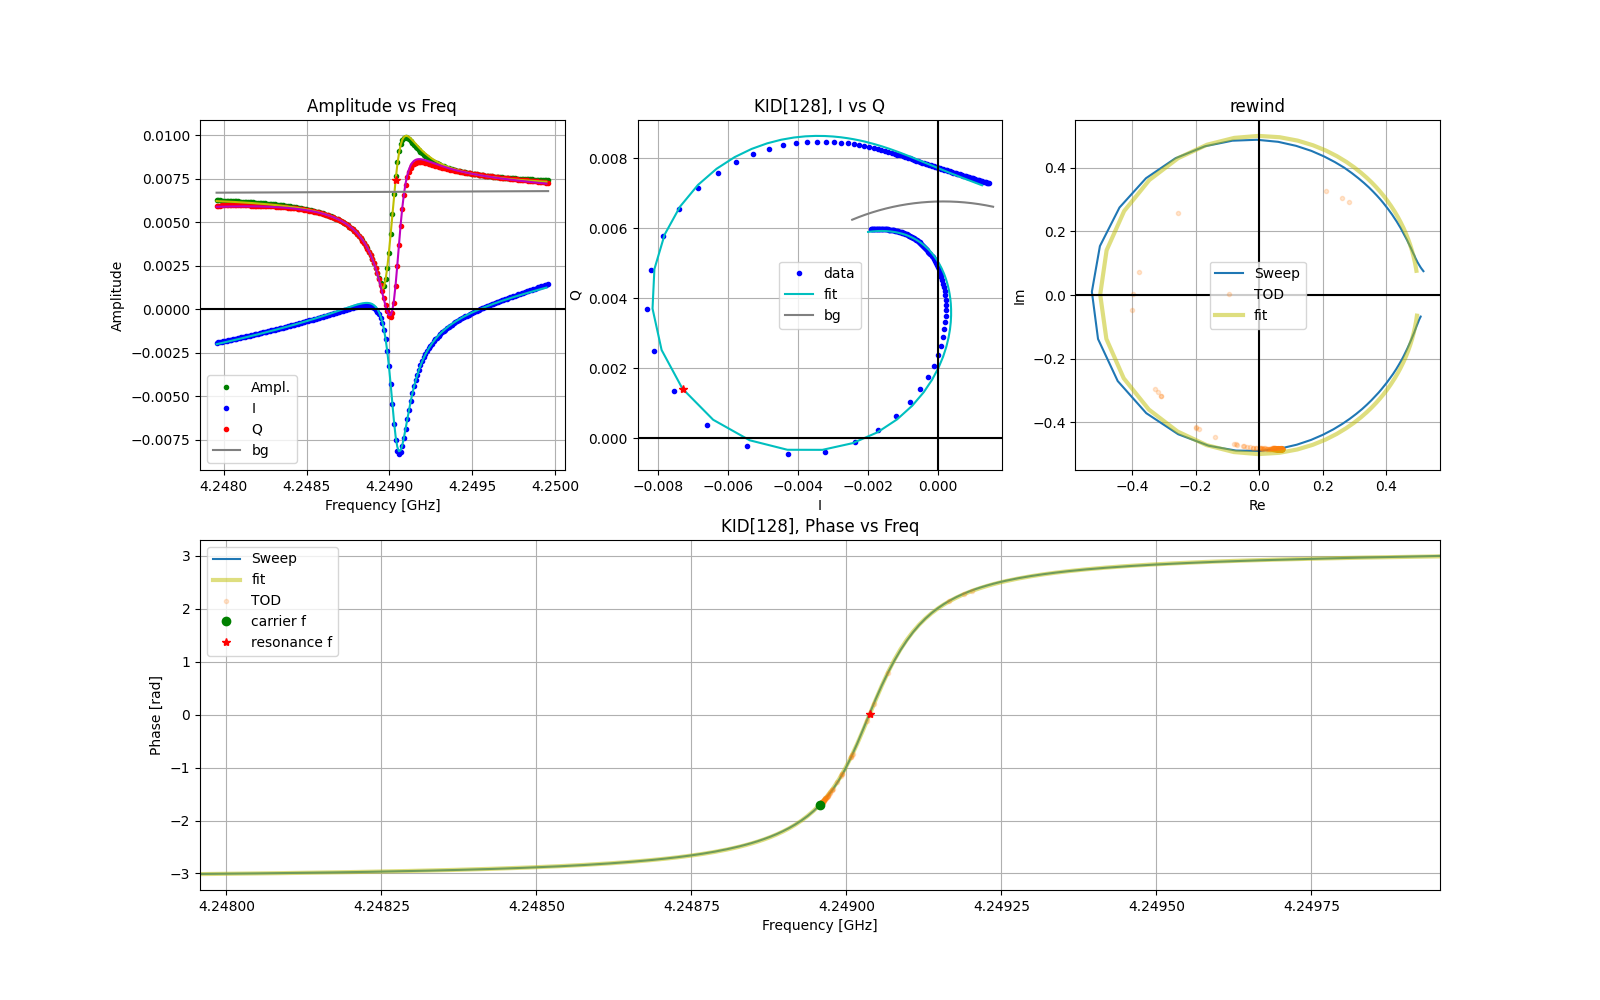 Amplitude vs Freq
0.0100
0.0075
0.0050
0.0025
0.0000
−0.0025
−0.0050
−0.0075
Amplitude
Ampl.
I
Q
bg
4.2480 4.2485 4.2490 4.2495 4.2500
Frequency [GHz]
KID[128], I vs Q
0.008
0.006
0.004
0.002
0.000
Q
data
fit
bg
−0.008 −0.006 −0.004 −0.002 0.000
I
rewind
0.4
0.2
0.0
−0.2
−0.4
Im
Sweep
TOD
fit
−0.4 −0.2 0.0 0.2 0.4
Re
KID[128], Phase vs Freq
3
2
1
0
−1
−2
−3
Phase [rad]
Sweep
fit
TOD
carrier f
resonance f
4.24800 4.24825 4.24850 4.24875 4.24900 4.24925 4.24950 4.24975
Frequency [GHz]